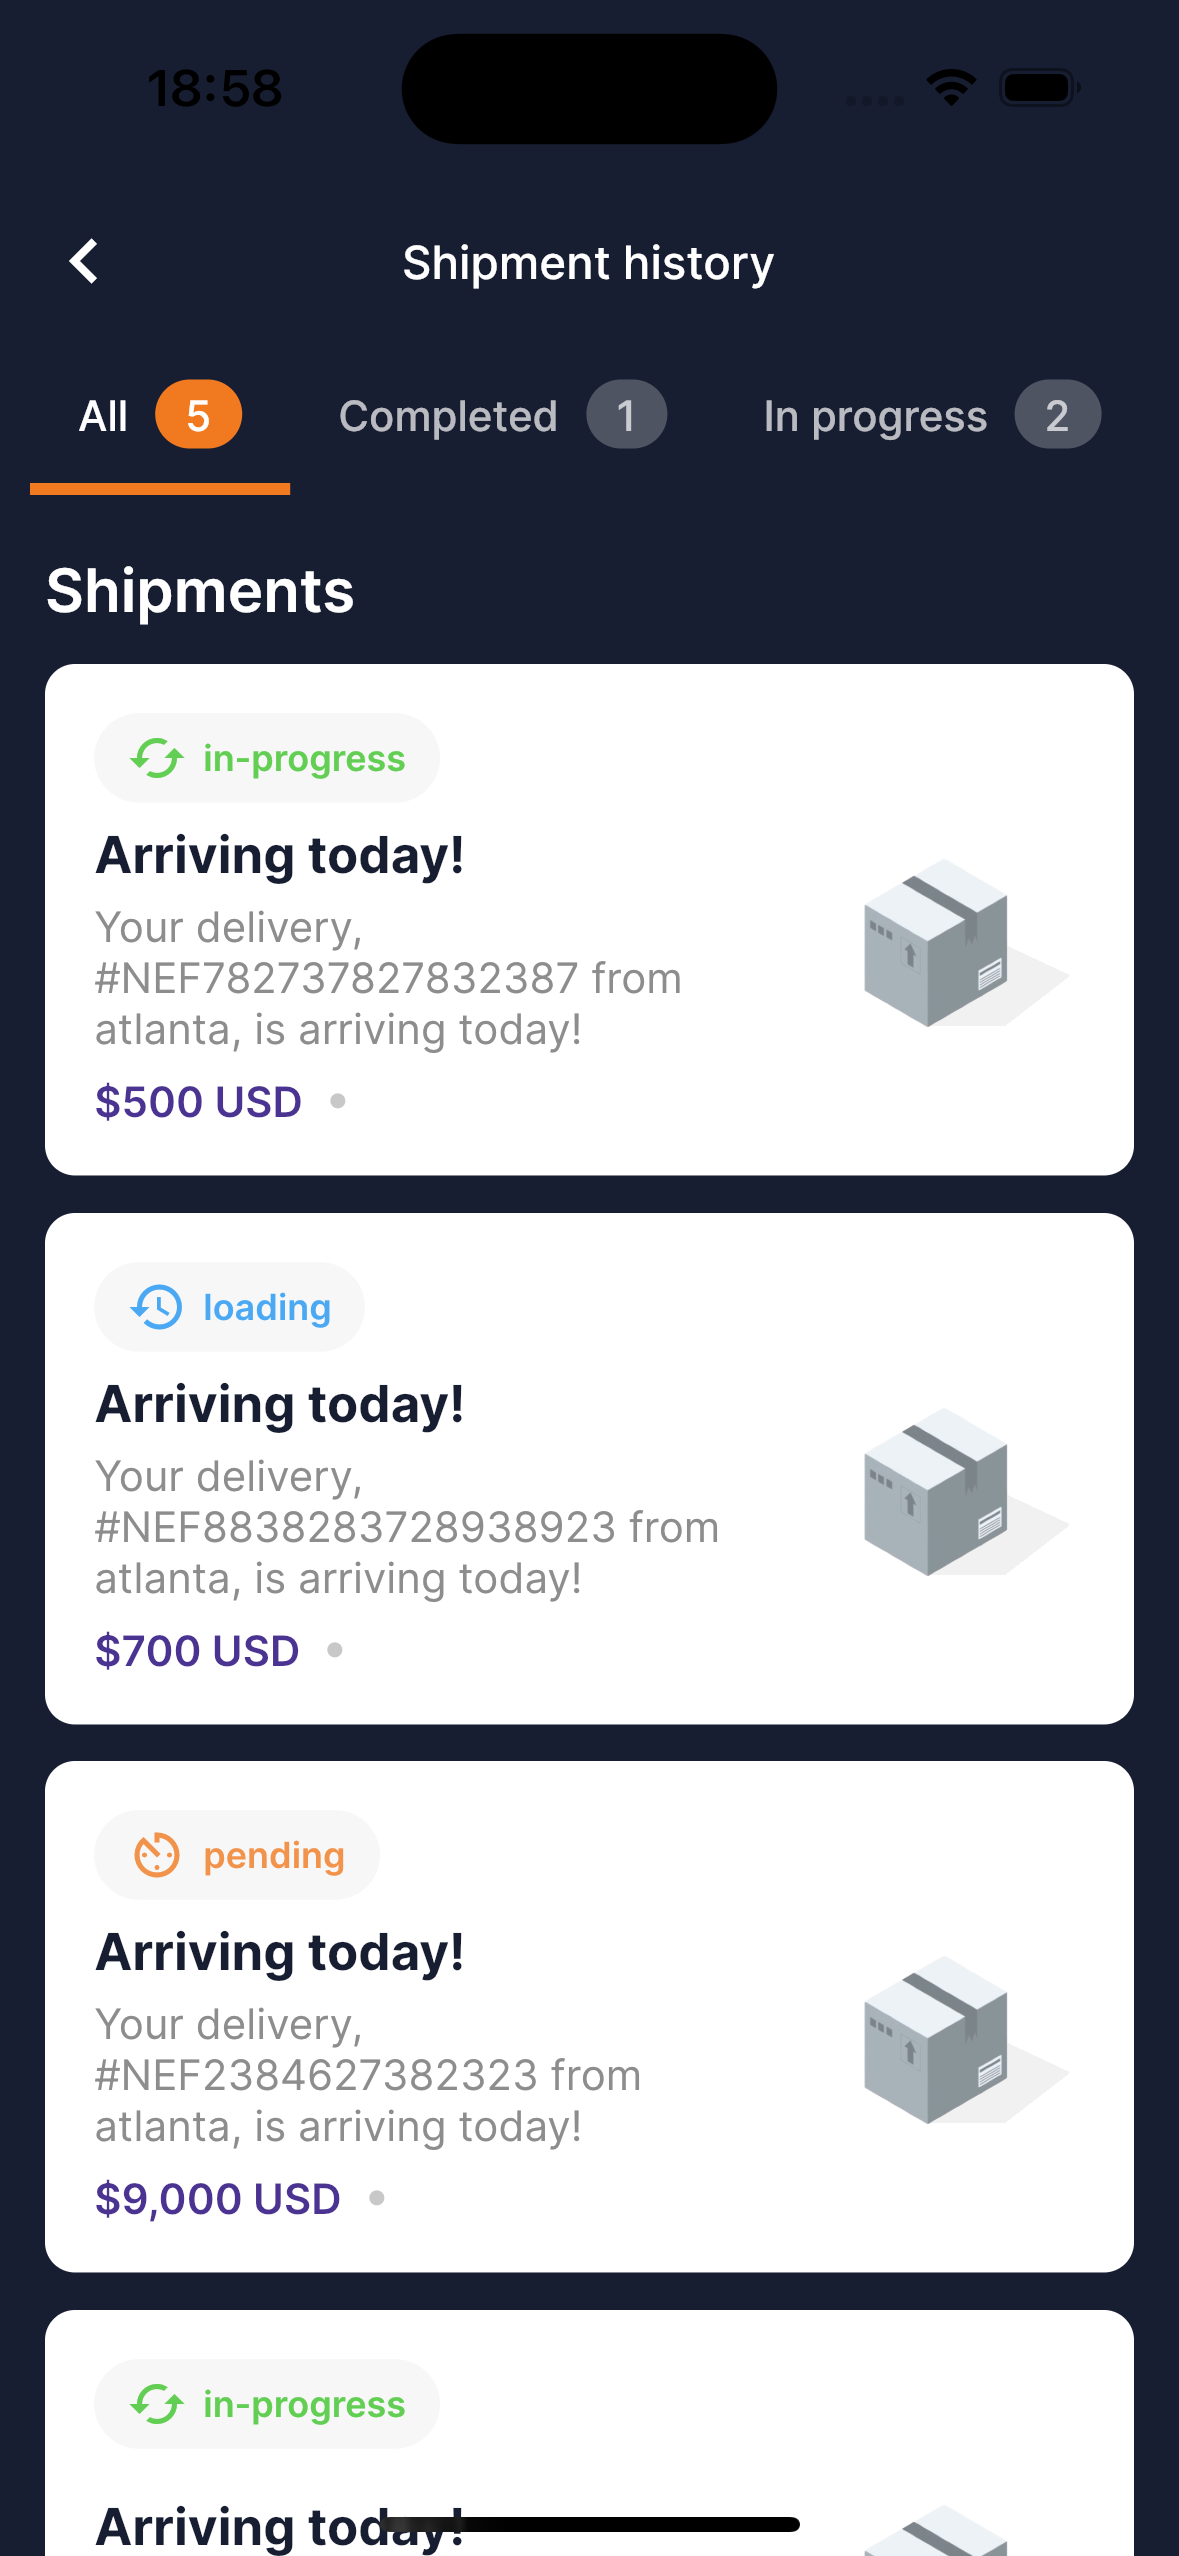 18:58
Shipment history
All 5 Completed 1 In progress 2
Shipments
in-progress
Arriving today!
Your delivery,
#NEF782737827832387 from
atlanta, is arriving today!
$500 USD
loading
Arriving today!
Your delivery,
#NEF8838283728938923 from
atlanta, is arriving today!
$700 USD
pending
Arriving today!
Your delivery,
#NEF2384627382323 from
atlanta, is arriving today!
$9,000 USD
in-progress
Arriving today!